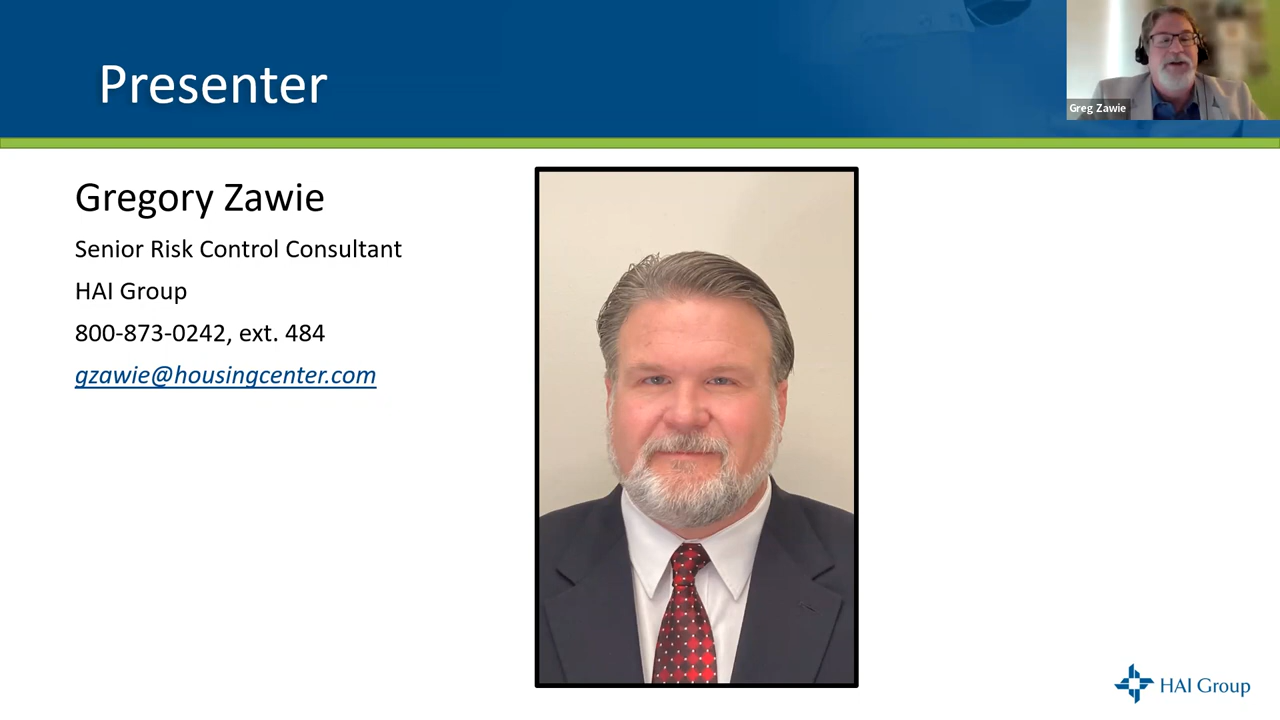 Presenter
Greg Zawie
Gregory Zawie
Senior Risk Control Consultant
HAI Group
800-873-0242, ext. 484
gzawie@housingcenter.com
HAI Group